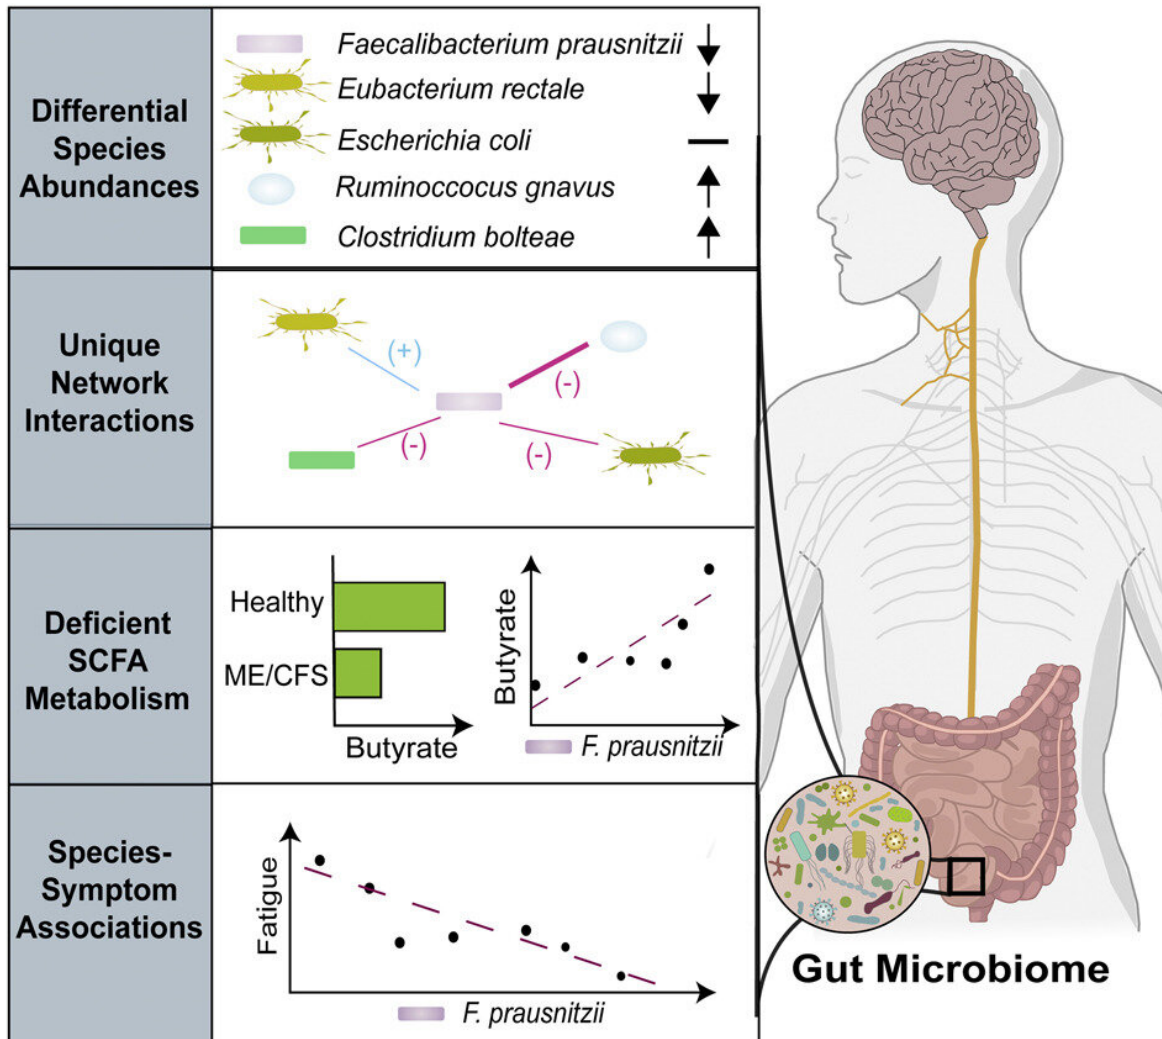 Differential
Species
Abundances
Faecalibacterium prausnitzii
Eubacterium rectale
Escherichia coli
Ruminoccocus gnavus
Clostridium bolteae
Unique
Network
Interactions
(+)
(-)
(-)
(-)
Deficient
SCFA
Metabolism
Healthy
ME/CFS
Butyrate
Butyrate
F. prausnitzii
Species-
Symptom
Associations
Fatigue
F. prausnitzii
Gut Microbiome